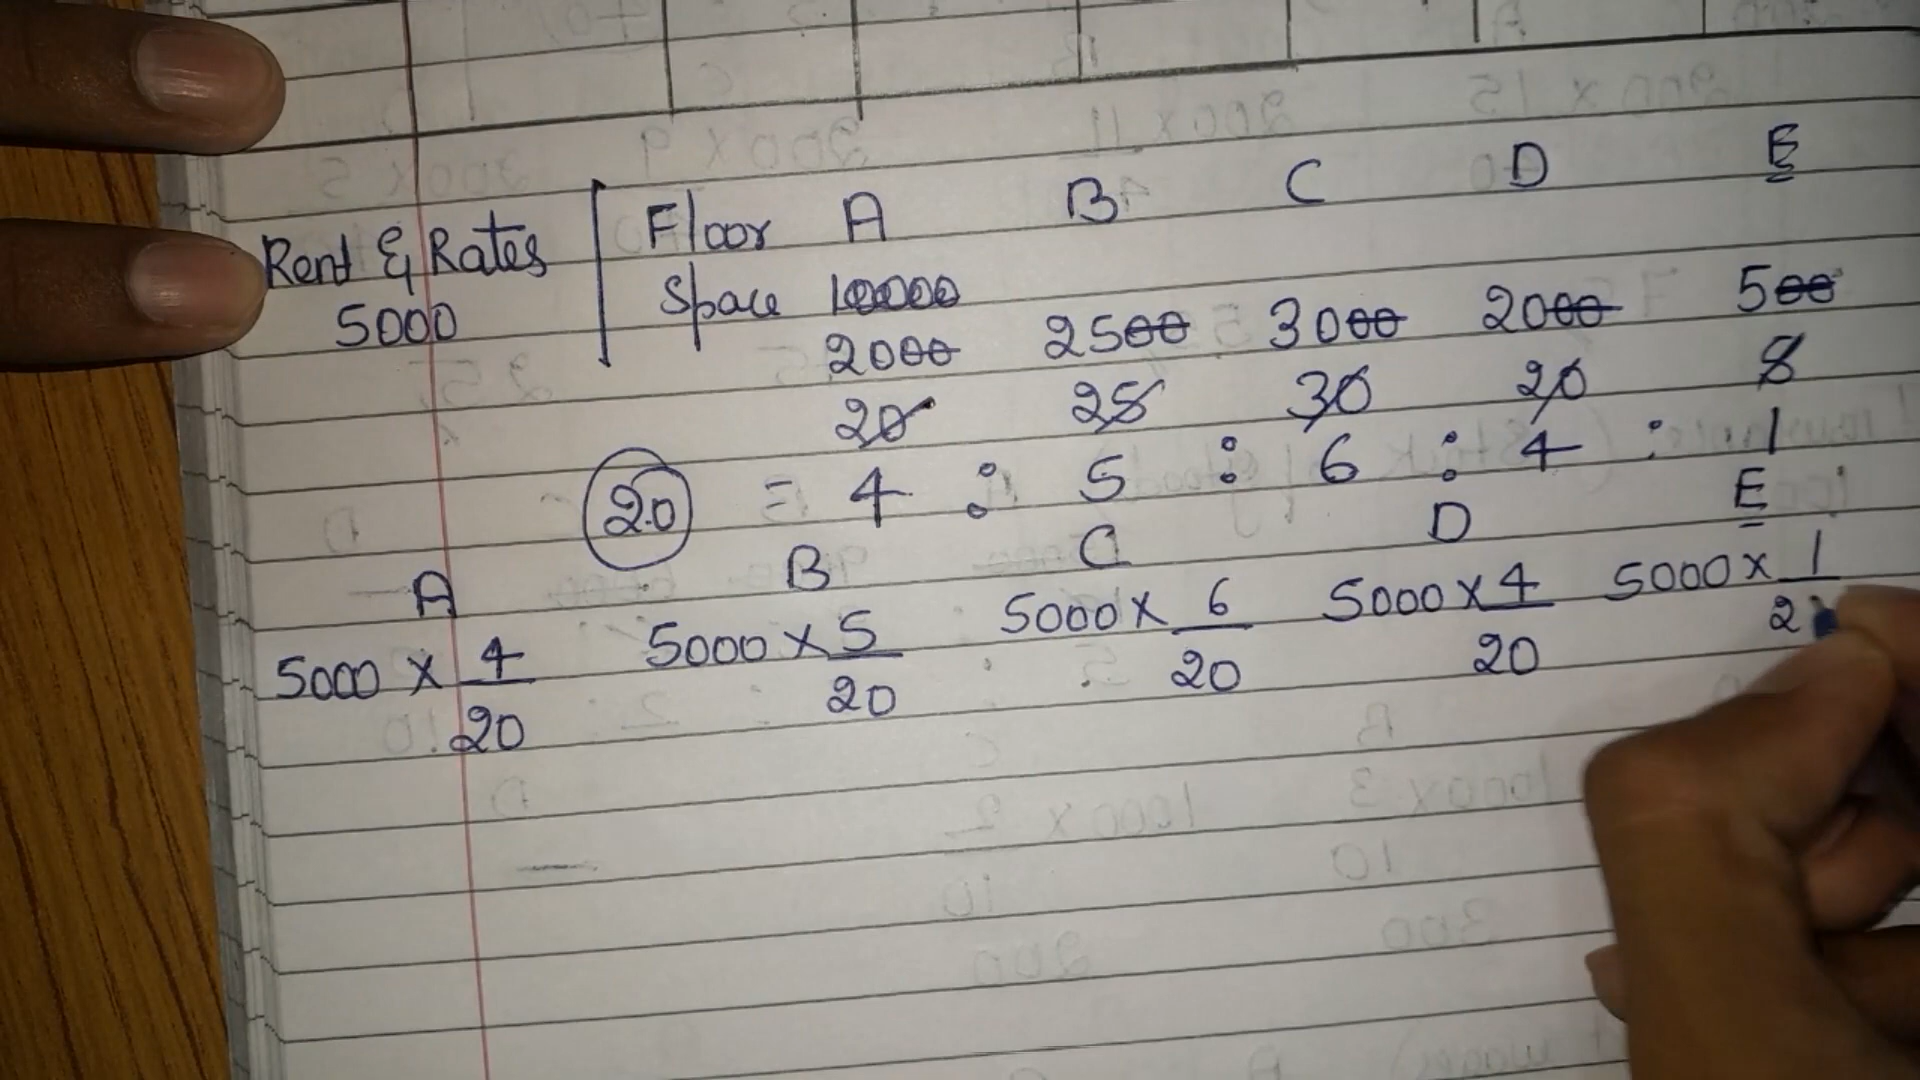 Floor A B C D E
Rent & Rates Space 10000
5000 2000 2500 3000 2000 500
20 25 30 20 5
20 = 4 : 5 : 6 : 4 : 1
A B C D E
5000 × 4/20 5000 × 5/20 5000 × 6/20 5000 × 4/20 5000 × 1/2